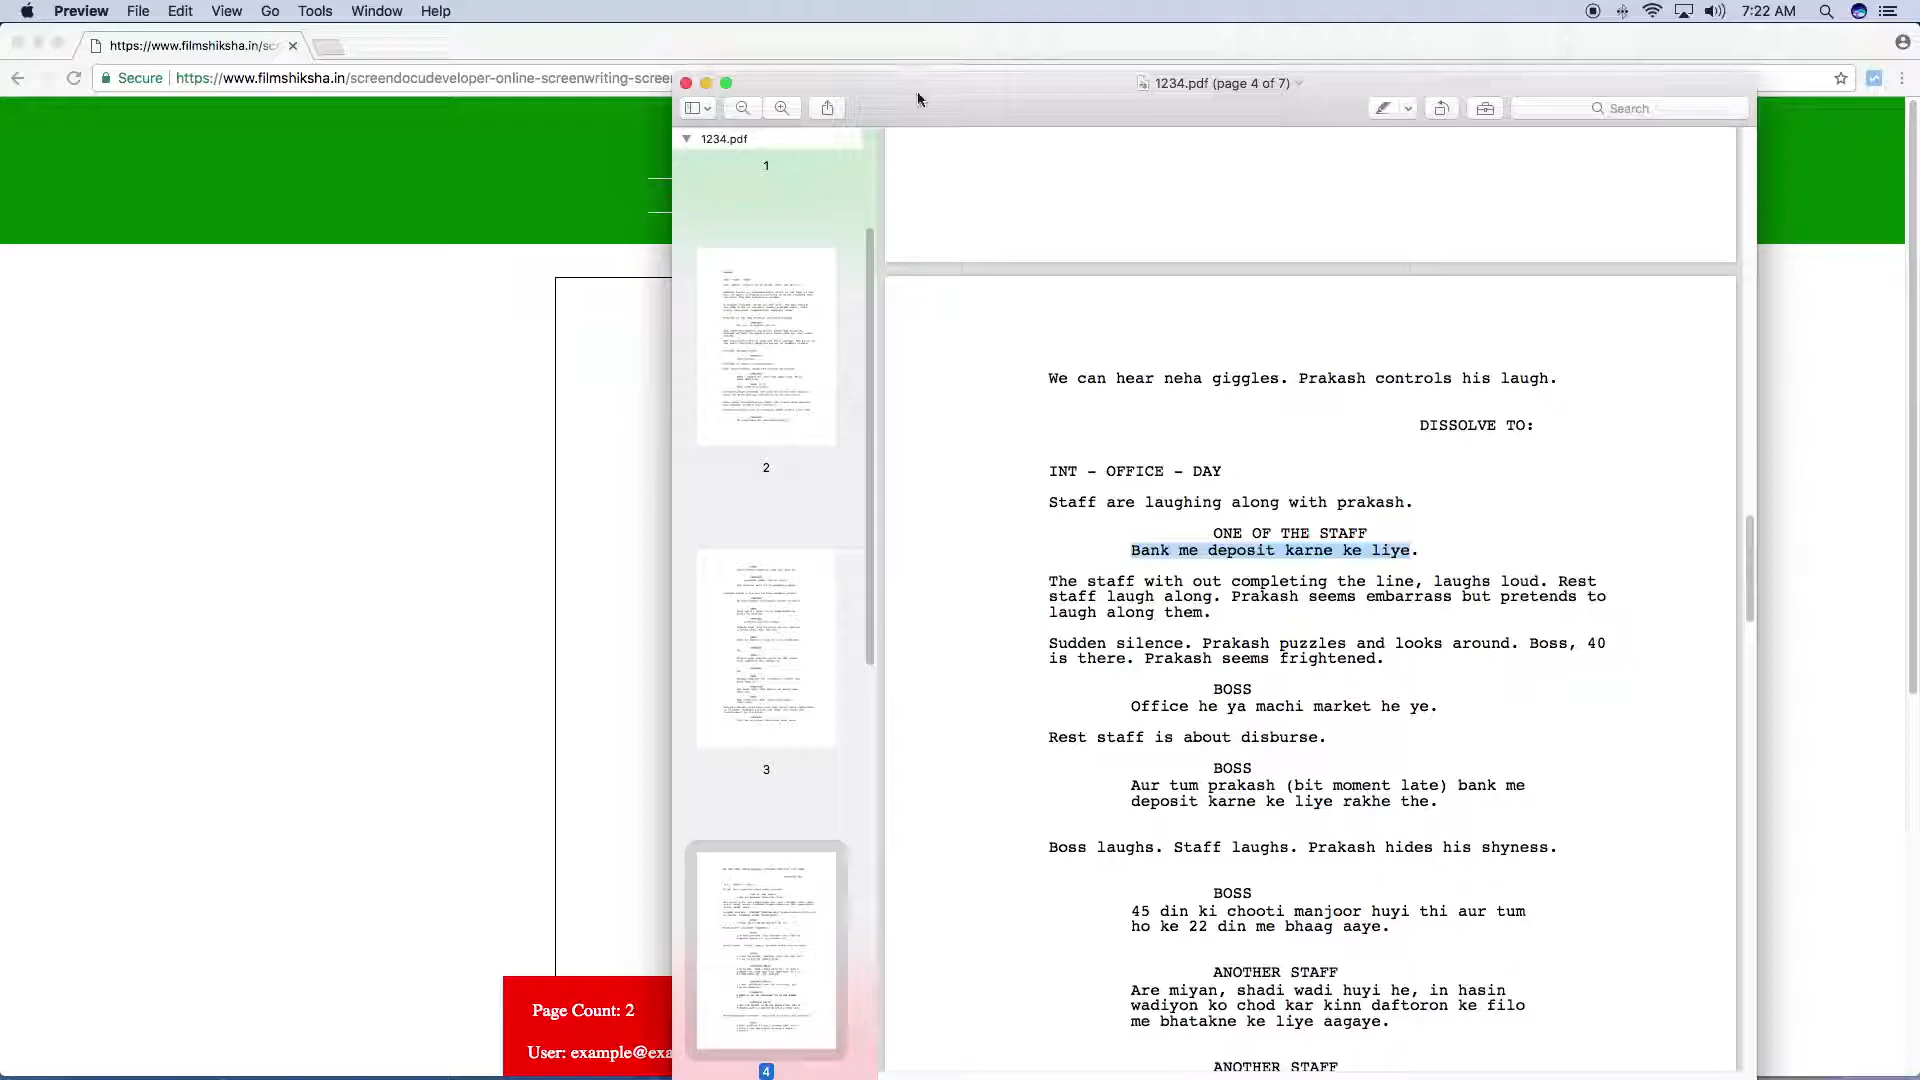 Preview File Edit View Go Tools Window Help 7:22 AM
https://www.filmshiksha.in/scr
Secure https://www.filmshiksha.in/screendocudeveloper-online-screenwriting-scree
1234.pdf (page 4 of 7)
Search
1234.pdf
1
2
3
4
We can hear neha giggles. Prakash controls his laugh.
DISSOLVE TO:
INT - OFFICE - DAY
Staff are laughing along with prakash.
ONE OF THE STAFF
Bank me deposit karne ke liye.
The staff with out completing the line, laughs loud. Rest
staff laugh along. Prakash seems embarrass but pretends to
laugh along them.
Sudden silence. Prakash puzzles and looks around. Boss, 40
is there. Prakash seems frightened.
BOSS
Office he ya machi market he ye.
Rest staff is about disburse.
BOSS
Aur tum prakash (bit moment late) bank me
deposit karne ke liye rakhe the.
Boss laughs. Staff laughs. Prakash hides his shyness.
BOSS
45 din ki chooti manjoor huyi thi aur tum
ho ke 22 din me bhaag aaye.
ANOTHER STAFF
Are miyan, shadi wadi huyi he, in hasin
wadiyon ko chod kar kinn daftoron ke filo
me bhatakne ke liye aagaye.
ANOTHER STAFF
Page Count: 2
User: example@exa